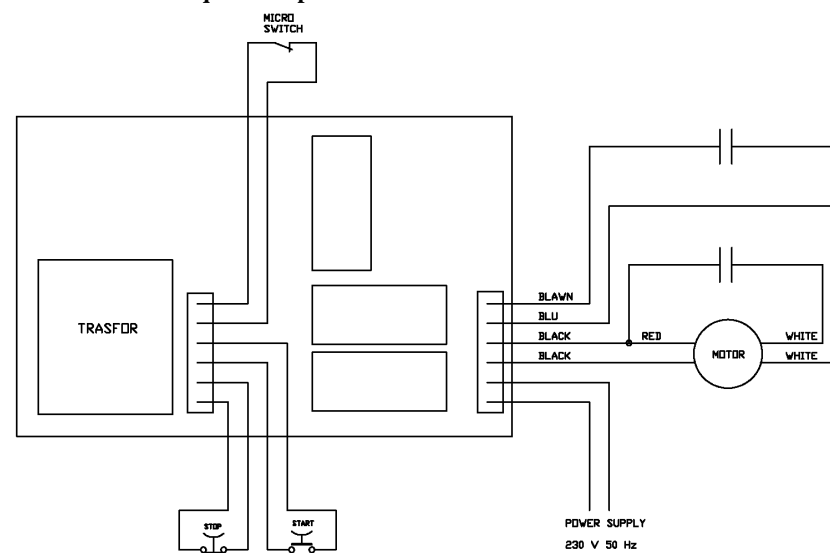 MICRO
SWITCH
TRASFOR
BLAWN
BLU
BLACK
RED
WHITE
BLACK
MOTOR
WHITE
STOP
START
POWER SUPPLY
230 V 50 Hz